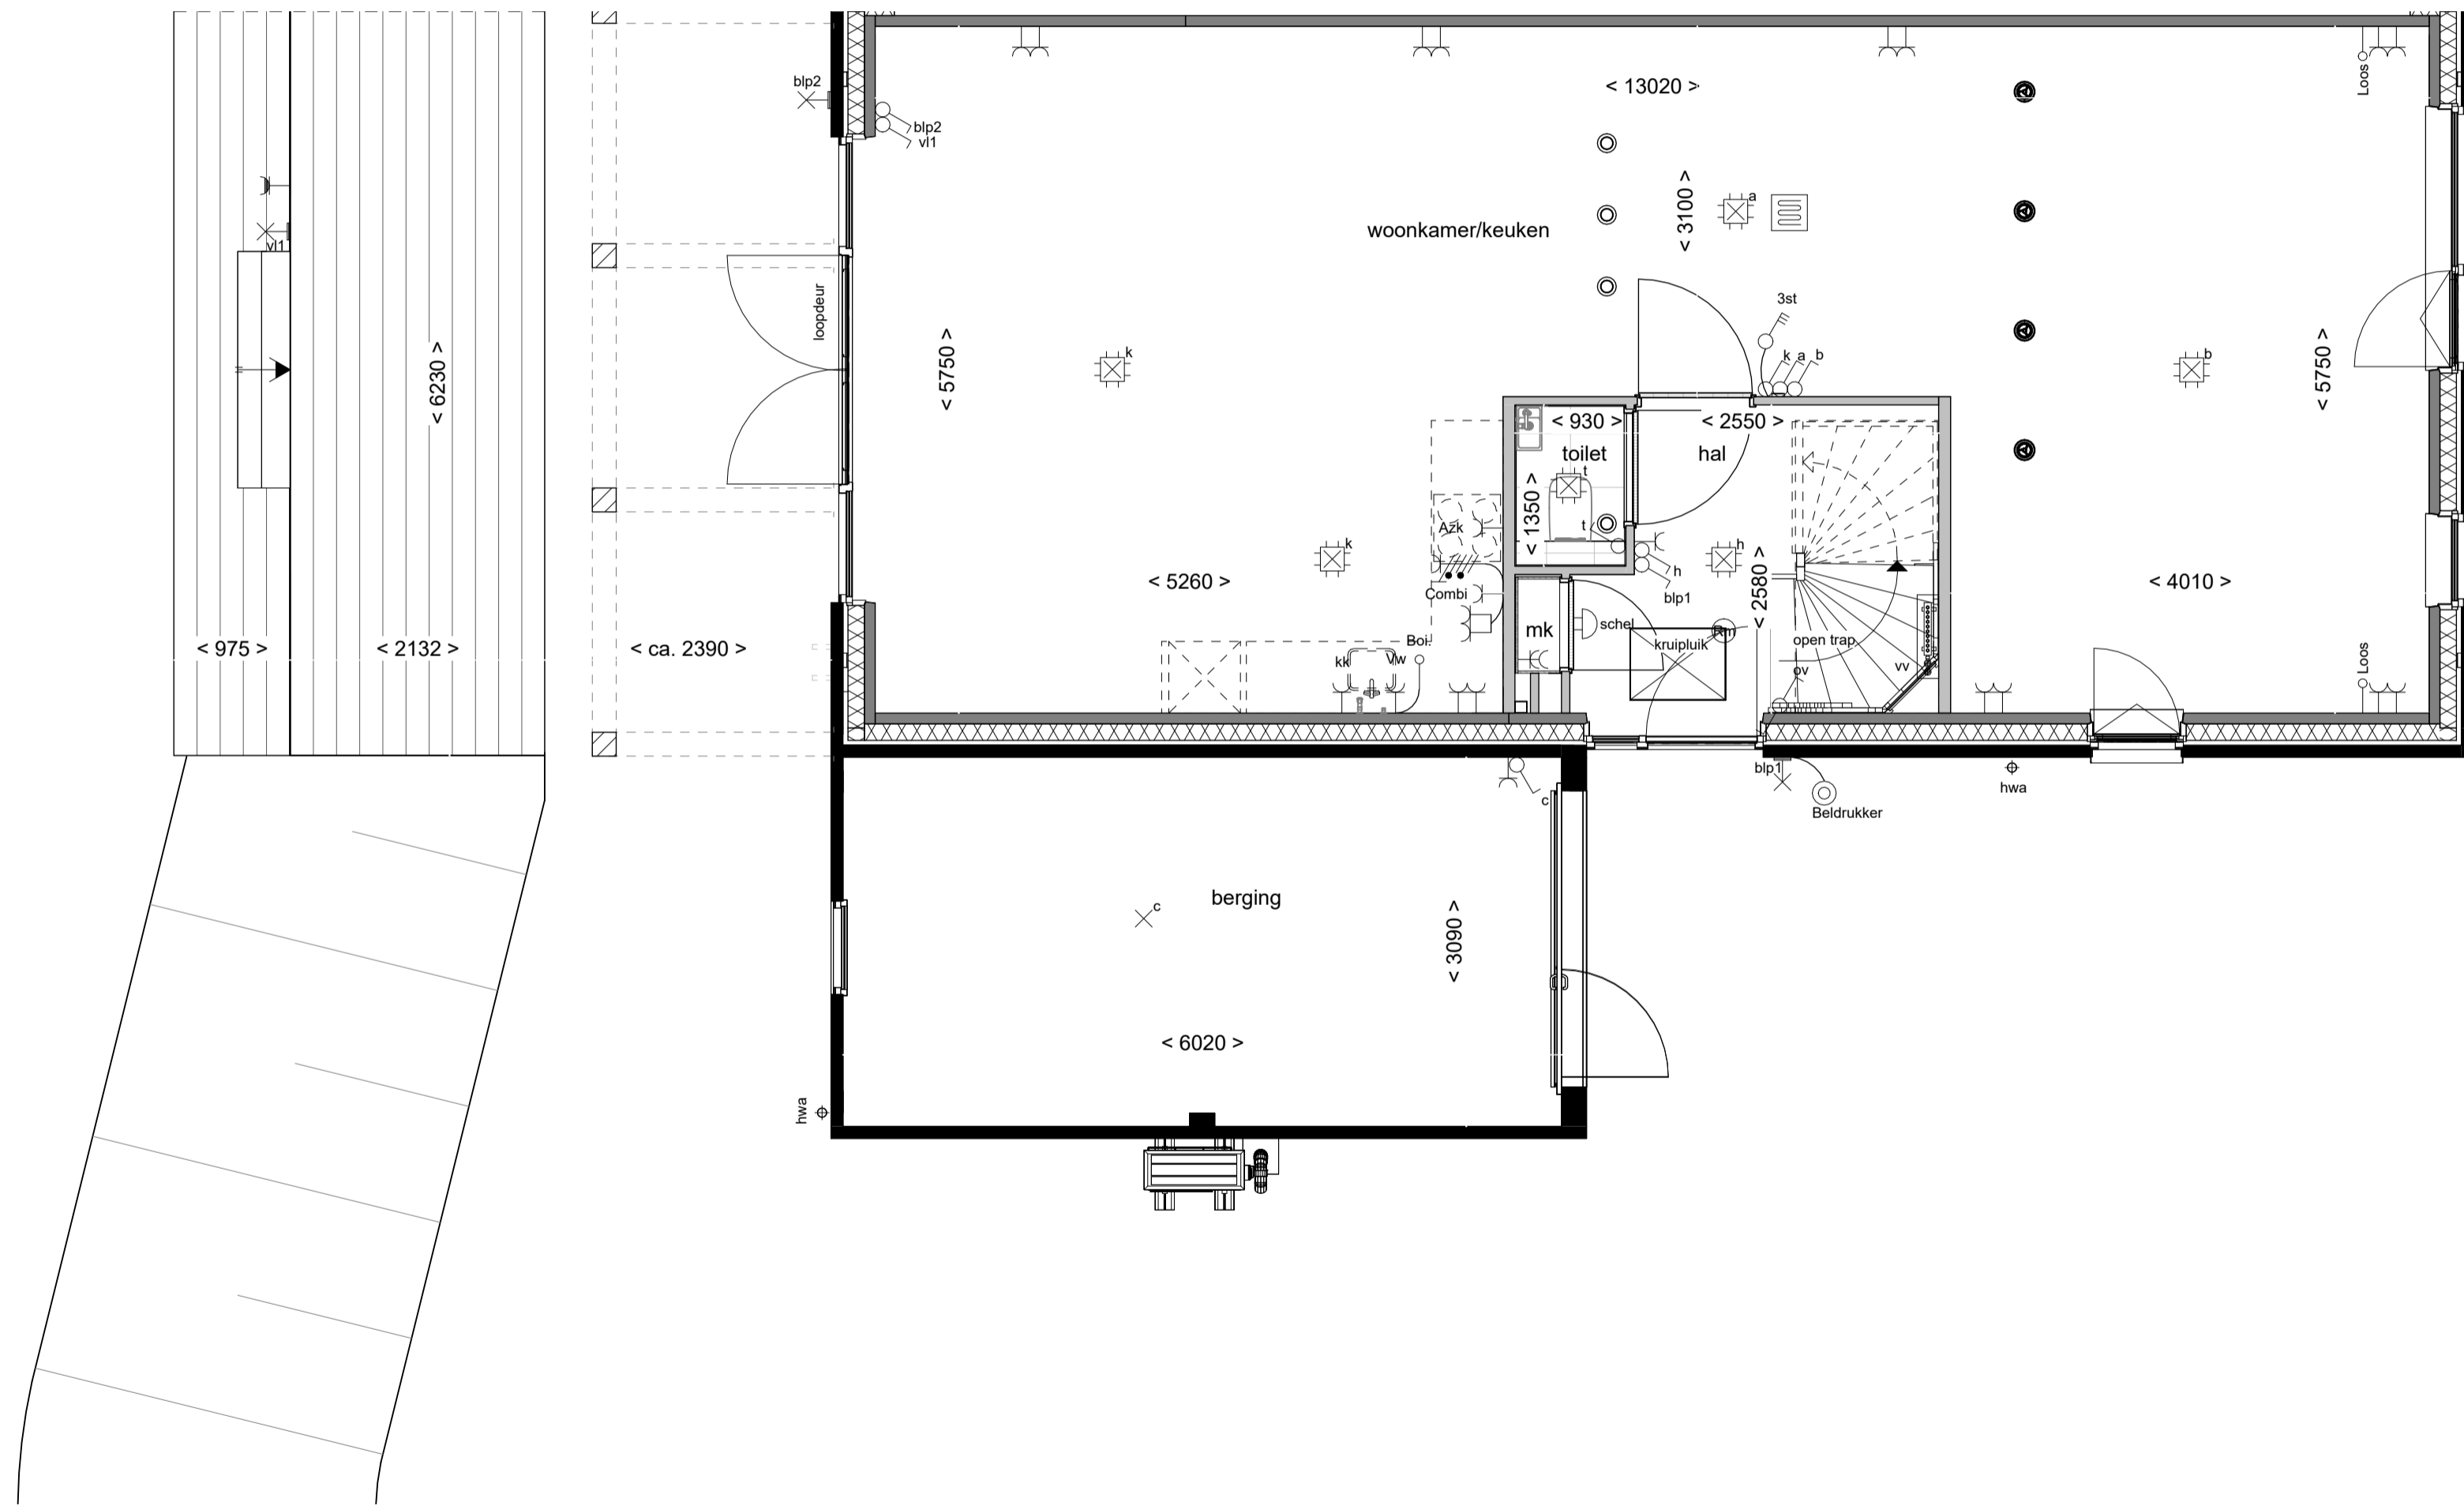 blp2
< 13020 >
Loos
blp2
vl1
a
< 3100 >
woonkamer/keuken
vl1
loopdeur
3st
k a b
k
b
< 6230 >
< 5750 >
< 5750 >
< 930 >
< 2550 >
toilet
hal
t
< 1350 >
Azk
t
k
h
< 5260 >
h
< 2580 >
< 4010 >
Combi
blp1
mk
schel
Rm
kruipluik
open trap
< 975 >
< 2132 >
< ca. 2390 >
Boi.
kk
Vw
vv
ov
Loos
blp1
hwa
c
Beldrukker
berging
c
< 3090 >
< 6020 >
hwa